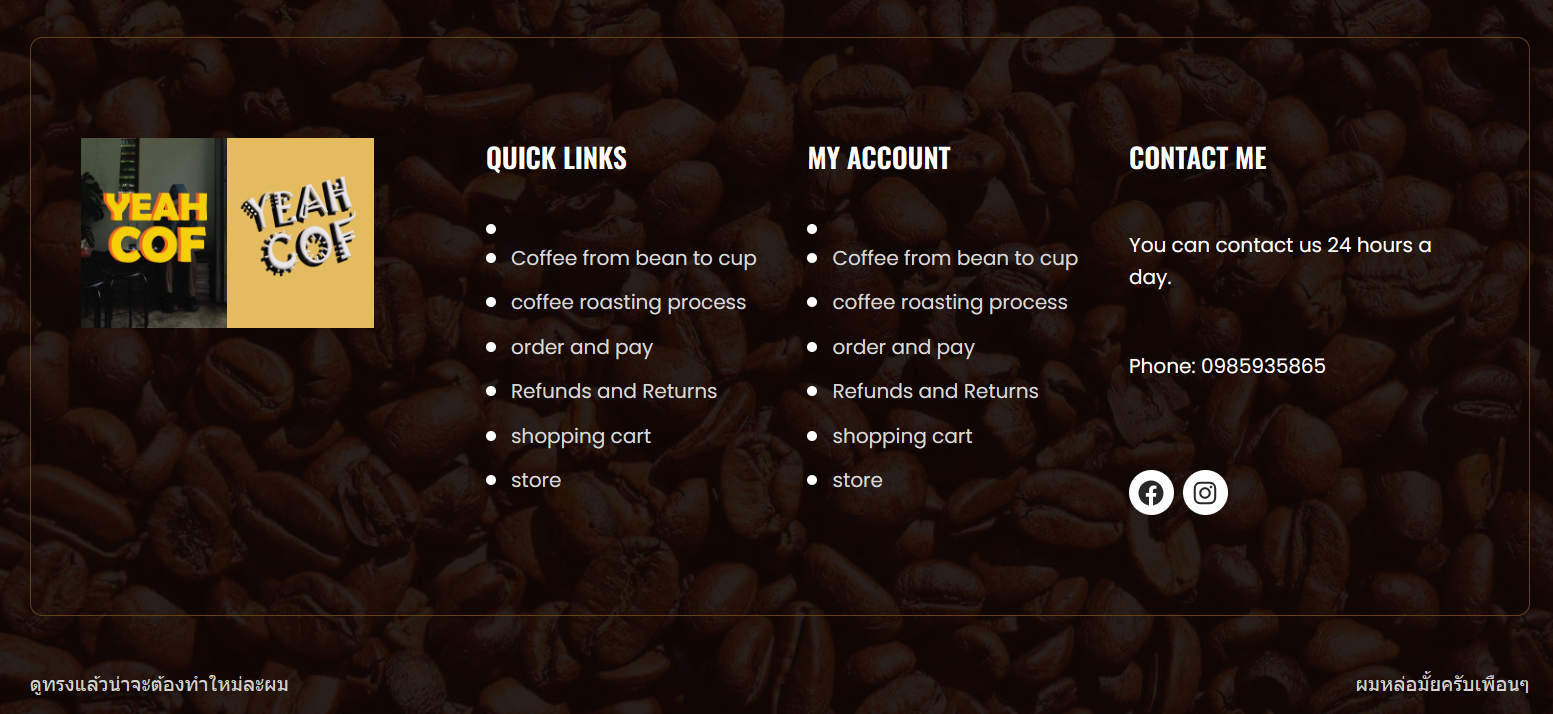 YEAH
COF
YEAH
COF
QUICK LINKS
Coffee from bean to cup
coffee roasting process
order and pay
Refunds and Returns
shopping cart
store
MY ACCOUNT
Coffee from bean to cup
coffee roasting process
order and pay
Refunds and Returns
shopping cart
store
CONTACT ME
You can contact us 24 hours a
day.
Phone: 0985935865
ดูทรงแล้วน่าจะต้องทำใหม่ละผม
ผมหล่อมั้ยครับเพือนๆ